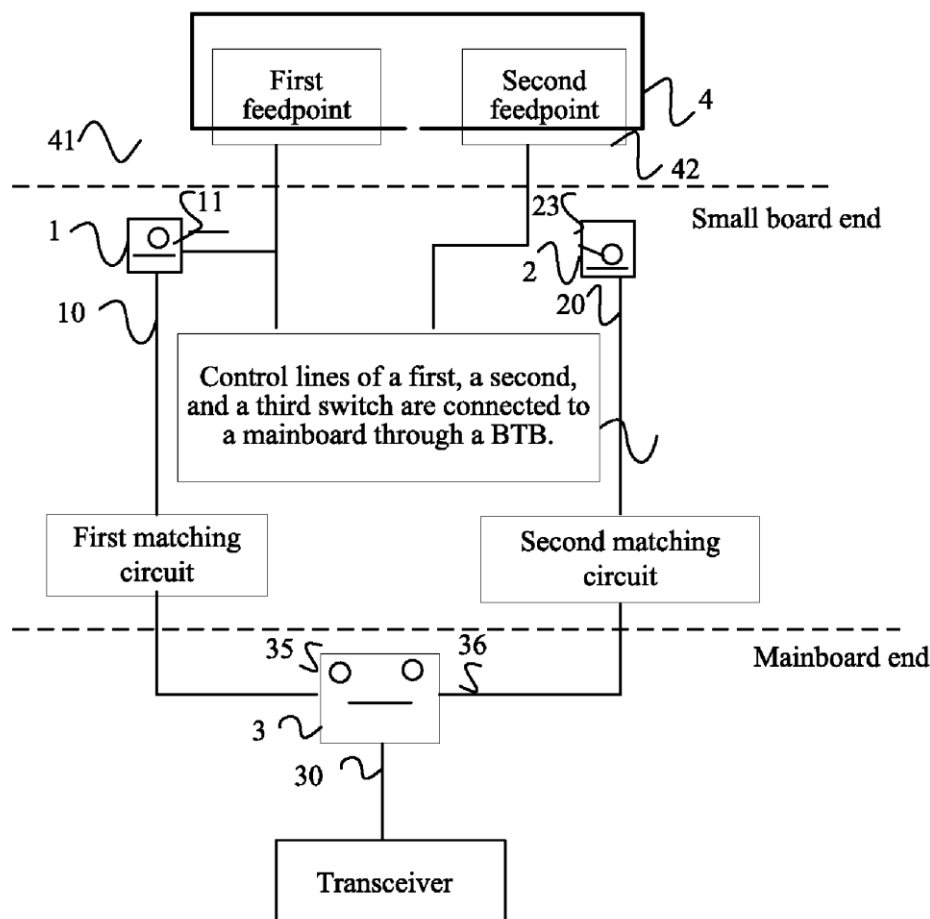 First
feedpoint
Second
feedpoint
4
41
42
Small board end
1
11
23
2
10
20
Control lines of a first, a second,
and a third switch are connected to
a mainboard through a BTB.
First matching
circuit
Second matching
circuit
35
36
Mainboard end
3
30
Transceiver